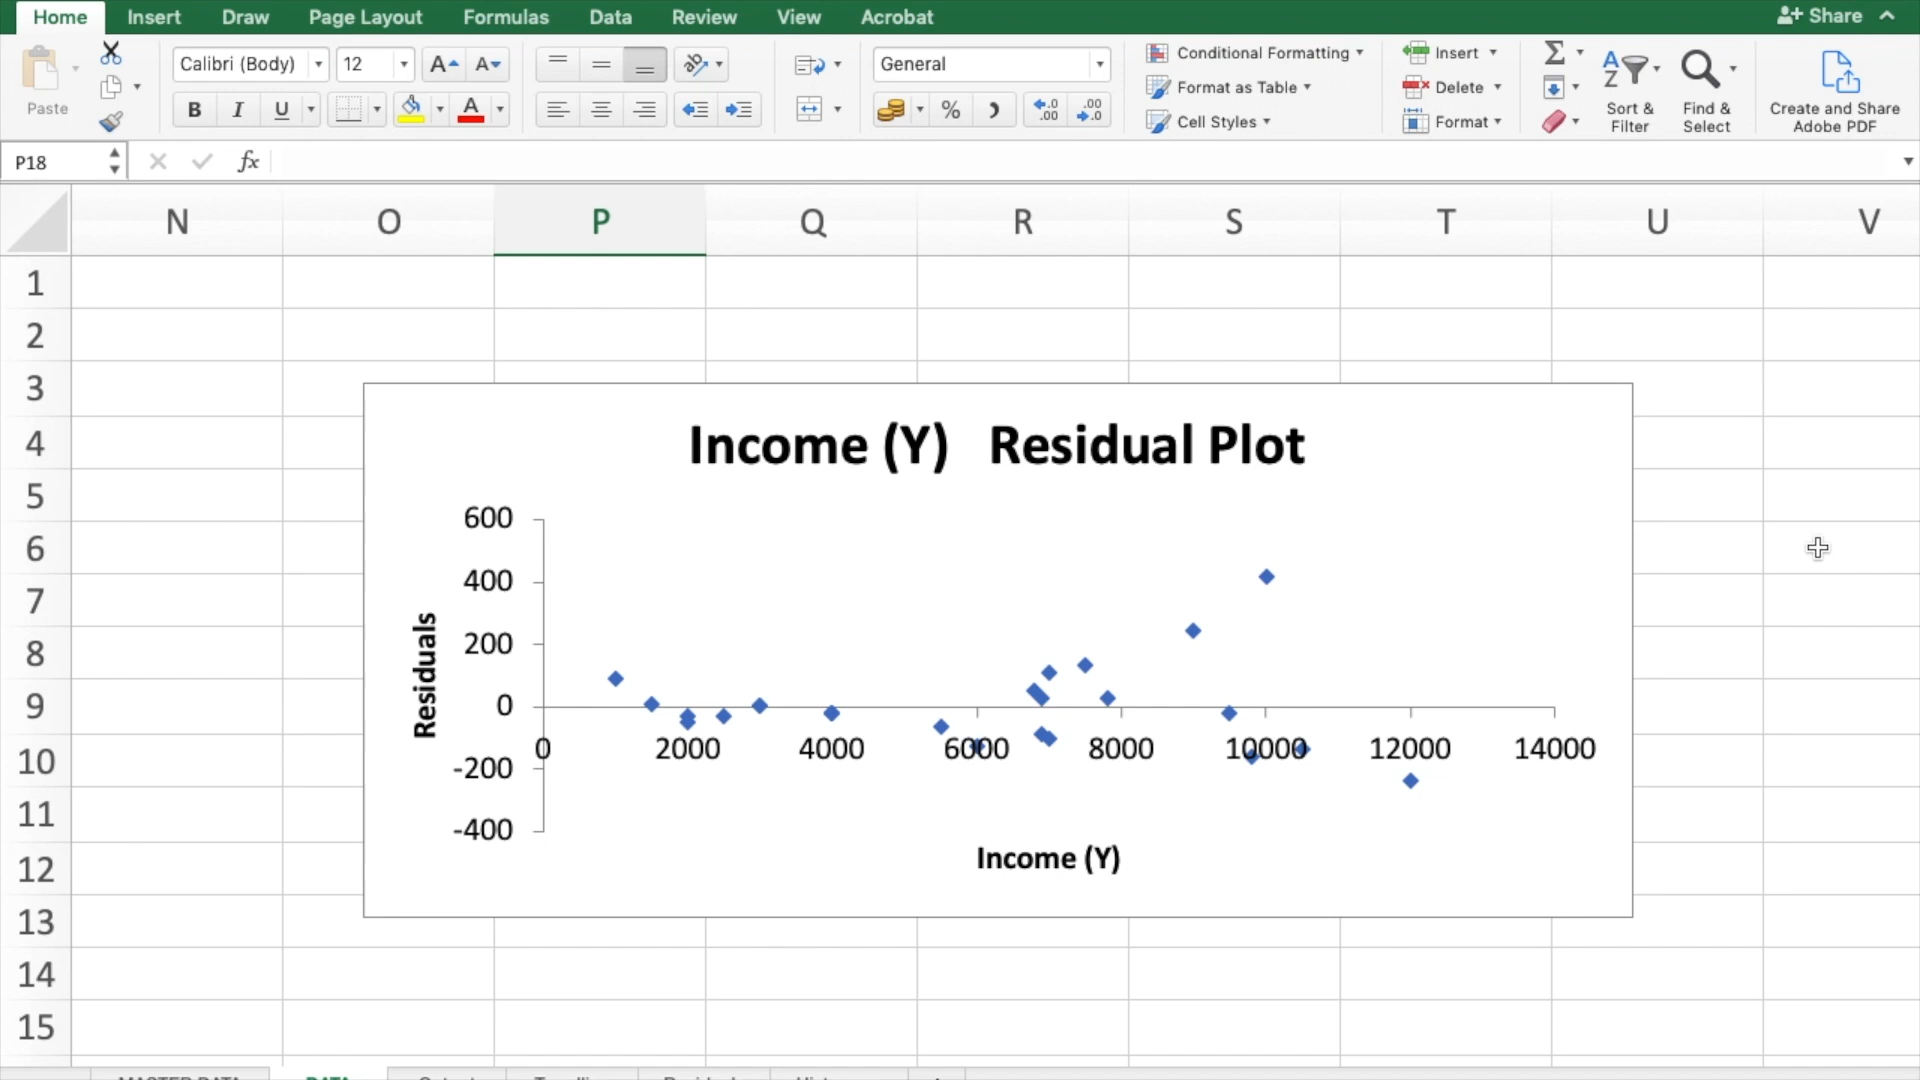 Home Insert Draw Page Layout Formulas Data Review View Acrobat Share
Paste
Calibri (Body) 12 A A
B I U A
General
%
Conditional Formatting
Format as Table
Cell Styles
Insert
Delete
Format
Sort & Filter
Find & Select
Create and Share Adobe PDF
P18 fx
N O P Q R S T U V
1
2
3
4
5
6
7
8
9
10
11
12
13
14
15
Income (Y) Residual Plot
600
400
200
0
-200
-400
Residuals
0 2000 4000 6000 8000 10000 12000 14000
Income (Y)
MASTER DATA DATA